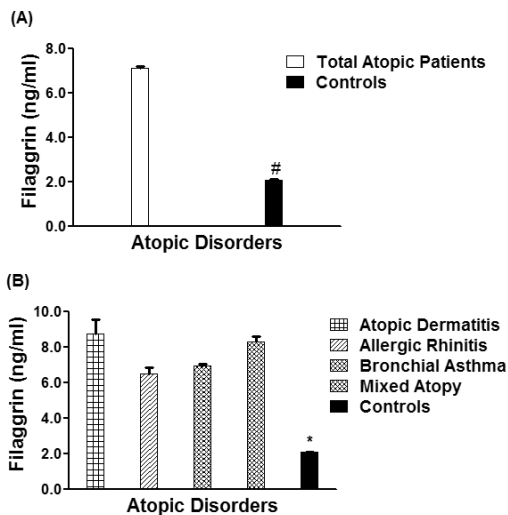 (A)
Filaggrin (ng/ml)
8.0
6.0
4.0
2.0
0.0
#
Total Atopic Patients
Controls
Atopic Disorders
(B)
Filaggrin (ng/ml)
10.0
8.0
6.0
4.0
2.0
0.0
*
Atopic Dermatitis
Allergic Rhinitis
Bronchial Asthma
Mixed Atopy
Controls
Atopic Disorders